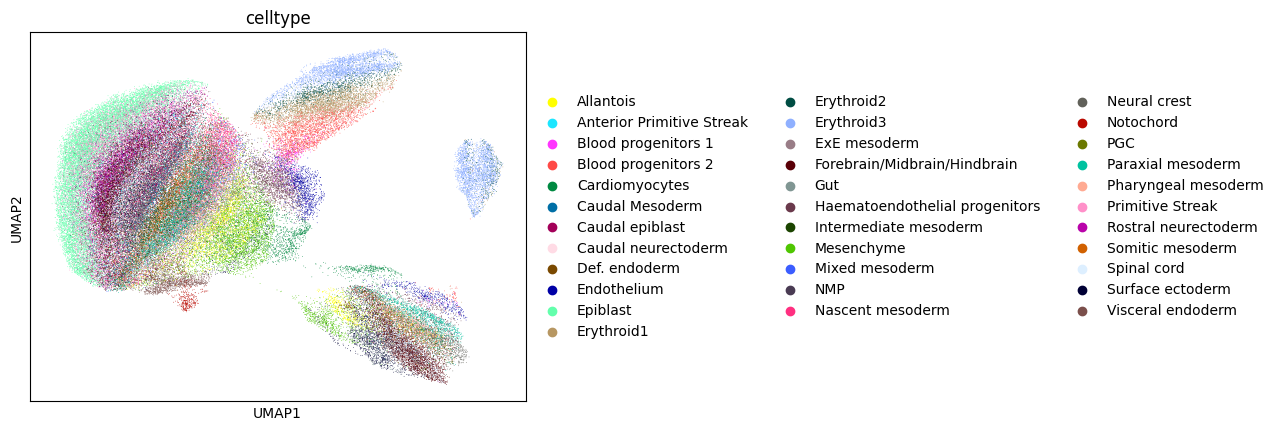 celltype
UMAP2
UMAP1
Allantois
Anterior Primitive Streak
Blood progenitors 1
Blood progenitors 2
Cardiomyocytes
Caudal Mesoderm
Caudal epiblast
Caudal neurectoderm
Def. endoderm
Endothelium
Epiblast
Erythroid1
Erythroid2
Erythroid3
ExE mesoderm
Forebrain/Midbrain/Hindbrain
Gut
Haematoendothelial progenitors
Intermediate mesoderm
Mesenchyme
Mixed mesoderm
NMP
Nascent mesoderm
Neural crest
Notochord
PGC
Paraxial mesoderm
Pharyngeal mesoderm
Primitive Streak
Rostral neurectoderm
Somitic mesoderm
Spinal cord
Surface ectoderm
Visceral endoderm